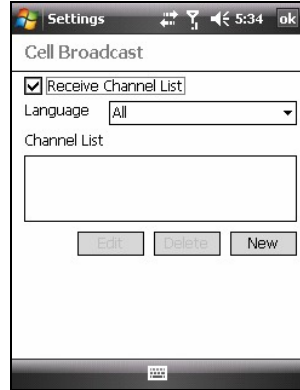 Settings 5:34 ok
Cell Broadcast
Receive Channel List
Language All
Channel List
Edit Delete New